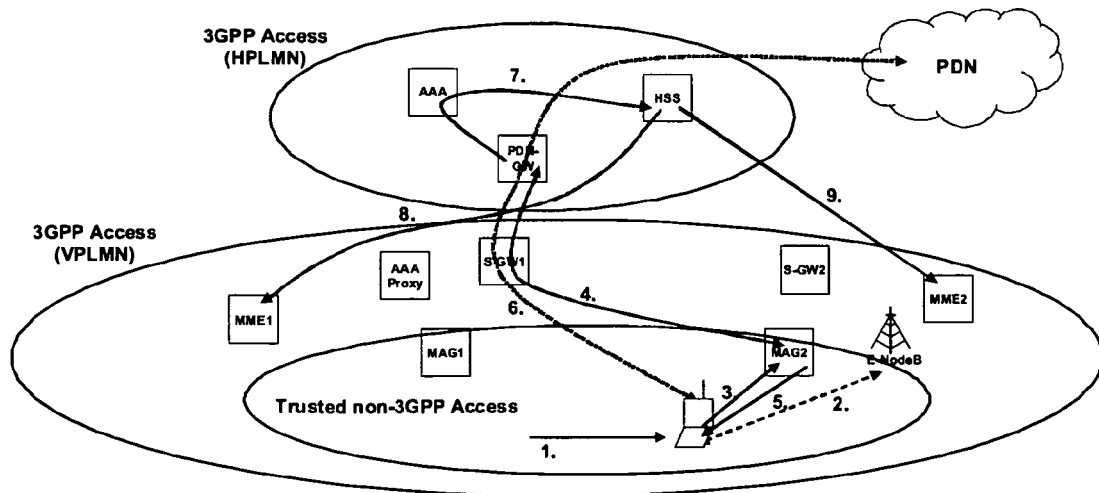 3GPP Access
(HPLMN)
PDN
7.
AAA
HSS
PDN-
GW
9.
8.
3GPP Access
(VPLMN)
S-GW1
S-GW2
AAA
Proxy
4.
6.
MME1
MME2
MAG1
MAG2
E-NodeB
3.
5.
2.
Trusted non-3GPP Access
1.